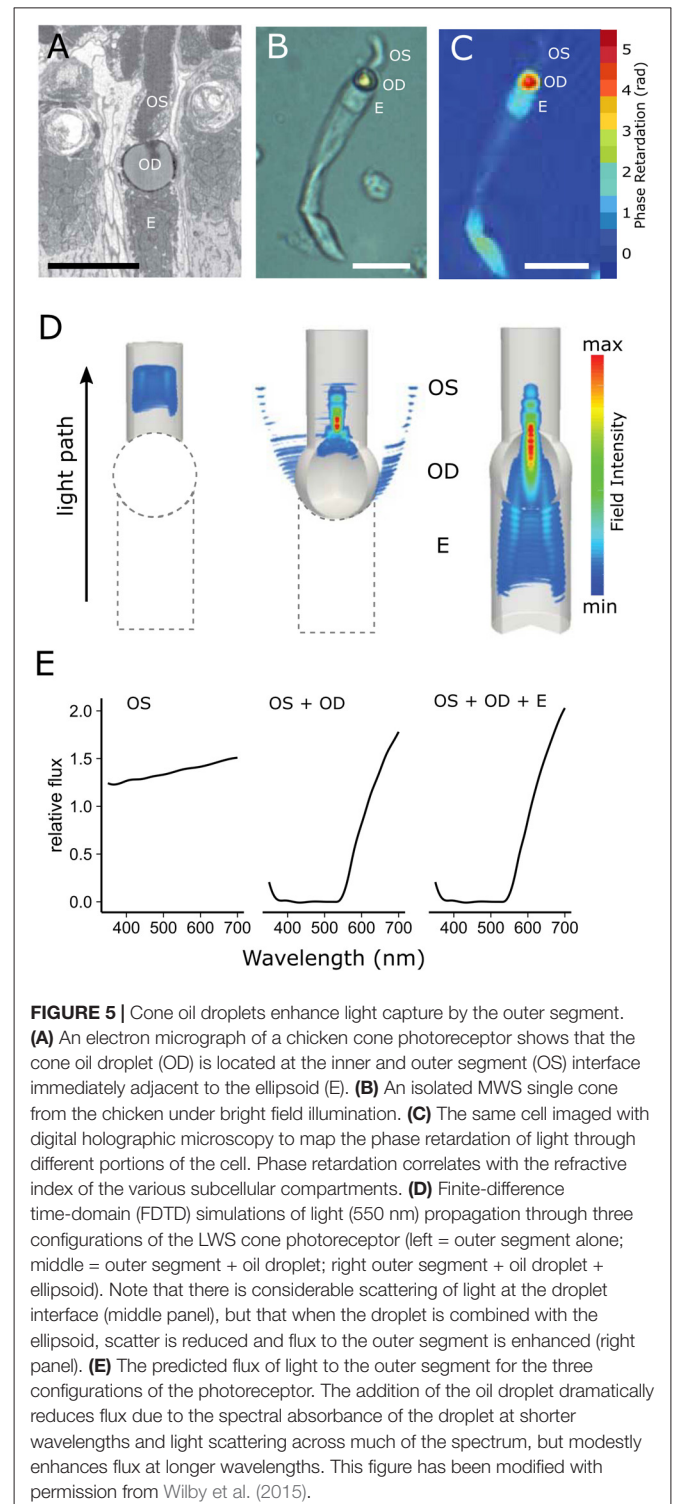 A
OS
OD
E
B
OS
OD
E
C
OS
OD
E
5
4
3
2
1
0
Phase Retardation (rad)
D
light path
OS
OD
E
max
Field Intensity
min
E
OS
OS + OD
OS + OD + E
relative flux
2.0
1.5
1.0
0.5
0.0
400 500 600 700
400 500 600 700
400 500 600 700
Wavelength (nm)
FIGURE 5 | Cone oil droplets enhance light capture by the outer segment.
(A) An electron micrograph of a chicken cone photoreceptor shows that the
cone oil droplet (OD) is located at the inner and outer segment (OS) interface
immediately adjacent to the ellipsoid (E). (B) An isolated MWS single cone
from the chicken under bright field illumination. (C) The same cell imaged with
digital holographic microscopy to map the phase retardation of light through
different portions of the cell. Phase retardation correlates with the refractive
index of the various subcellular compartments. (D) Finite-difference
time-domain (FDTD) simulations of light (550 nm) propagation through three
configurations of the LWS cone photoreceptor (left = outer segment alone;
middle = outer segment + oil droplet; right outer segment + oil droplet +
ellipsoid). Note that there is considerable scattering of light at the droplet
interface (middle panel), but that when the droplet is combined with the
ellipsoid, scatter is reduced and flux to the outer segment is enhanced (right
panel). (E) The predicted flux of light to the outer segment for the three
configurations of the photoreceptor. The addition of the oil droplet dramatically
reduces flux due to the spectral absorbance of the droplet at shorter
wavelengths and light scattering across much of the spectrum, but modestly
enhances flux at longer wavelengths. This figure has been modified with
permission from Wilby et al. (2015).